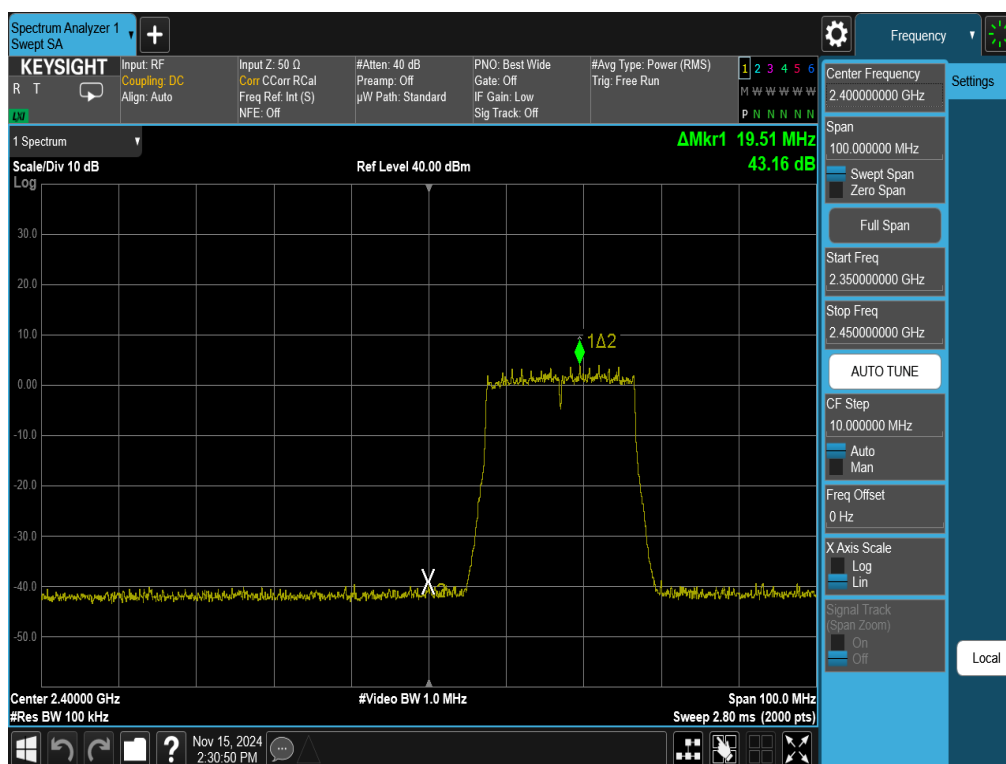 Spectrum Analyzer 1
Swept SA
+
Frequency
KEYSIGHT
R T
LXI
Input: RF
Coupling: DC
Align: Auto
Input Z: 50 Ω
Corr CCorr RCal
Freq Ref: Int (S)
NFE: Off
#Atten: 40 dB
Preamp: Off
µW Path: Standard
PNO: Best Wide
Gate: Off
IF Gain: Low
Sig Track: Off
#Avg Type: Power (RMS)
Trig: Free Run
1 2 3 4 5 6
M W W W W W
P N N N N N
1 Spectrum
Scale/Div 10 dB
Log
Ref Level 40.00 dBm
ΔMkr1 19.51 MHz
43.16 dB
30.0
20.0
10.0
0.00
-10.0
-20.0
-30.0
-40.0
-50.0
1Δ2
X2
Center 2.40000 GHz
#Video BW 1.0 MHz
Span 100.0 MHz
#Res BW 100 kHz
Sweep 2.80 ms (2000 pts)
Center Frequency
2.400000000 GHz
Settings
Span
100.000000 MHz
Swept Span
Zero Span
Full Span
Start Freq
2.350000000 GHz
Stop Freq
2.450000000 GHz
AUTO TUNE
CF Step
10.000000 MHz
Auto
Man
Freq Offset
0 Hz
X Axis Scale
Log
Lin
Signal Track
(Span Zoom)
On
Off
Local
?
Nov 15, 2024
2:30:50 PM